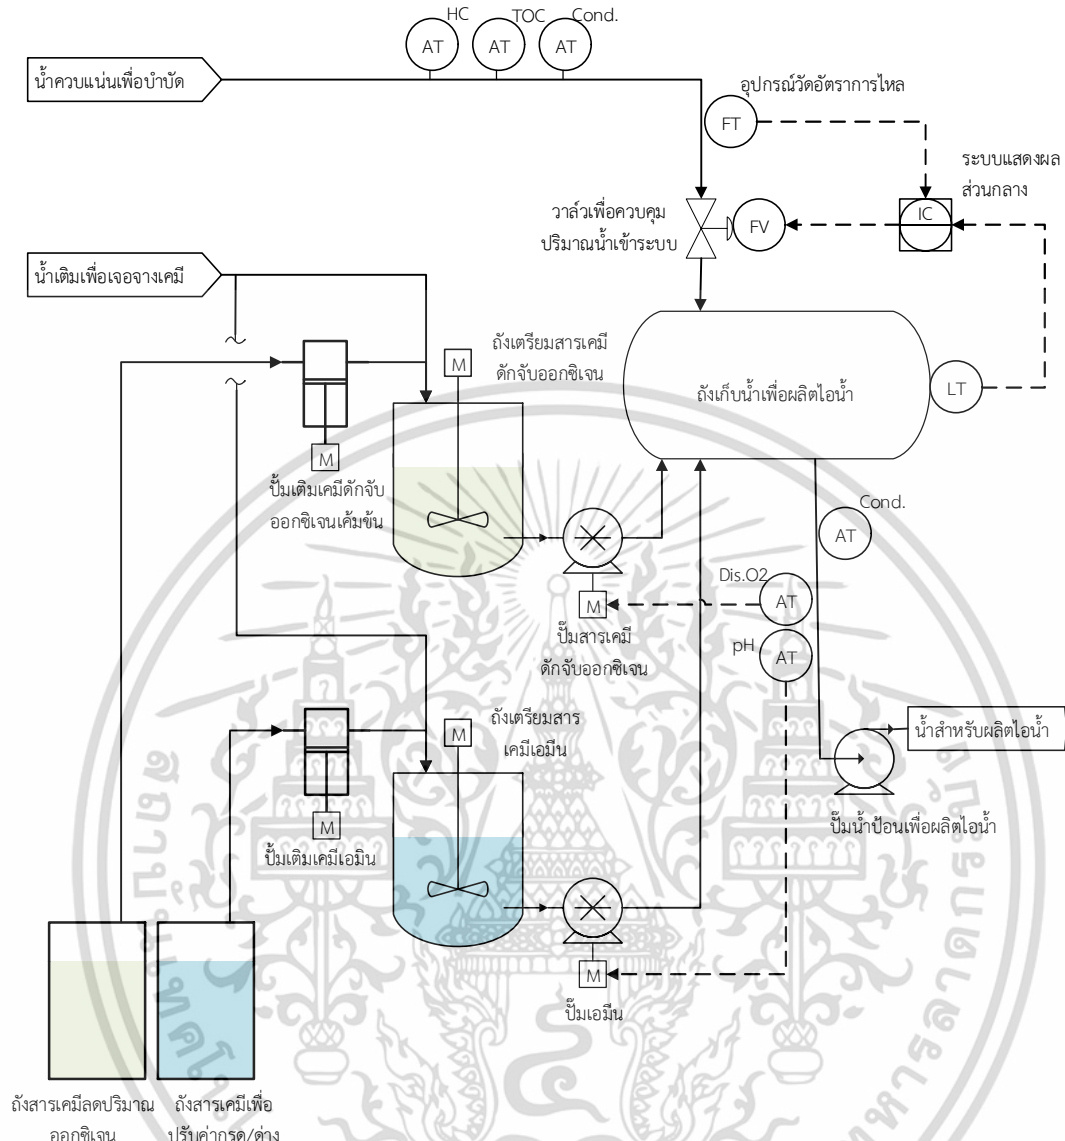 HC
TOC
Cond.
AT
AT
AT
น้ำควบแน่นเพื่อบำบัด
อุปกรณ์วัดอัตราการไหล
FT
ระบบแสดงผล
ส่วนกลาง
วาล์วเพื่อควบคุม
ปริมาณน้ำเข้าระบบ
FV
IC
น้ำเติมเพื่อเจอจางเคมี
ถังเตรียมสารเคมี
ดักจับออกซิเจน
M
ถังเก็บน้ำเพื่อผลิตไอน้ำ
LT
M
ปั้มเติมเคมีดักจับ
ออกซิเจนเค้มข้น
Cond.
AT
Dis.O2
AT
M
ปั๊มสารเคมี
ดักจับออกซิเจน
pH
AT
ถังเตรียมสาร
เคมีเอมีน
M
น้ำสำหรับผลิตไอน้ำ
M
ปั้มเติมเคมีเอมิน
ปั๊มน้ำป้อนเพื่อผลิตไอน้ำ
M
ปั๊มเอมีน
ถังสารเคมีลดปริมาณ
ออกซิเจน
ถังสารเคมีเพื่อ
ปรับค่ากรด/ด่าง